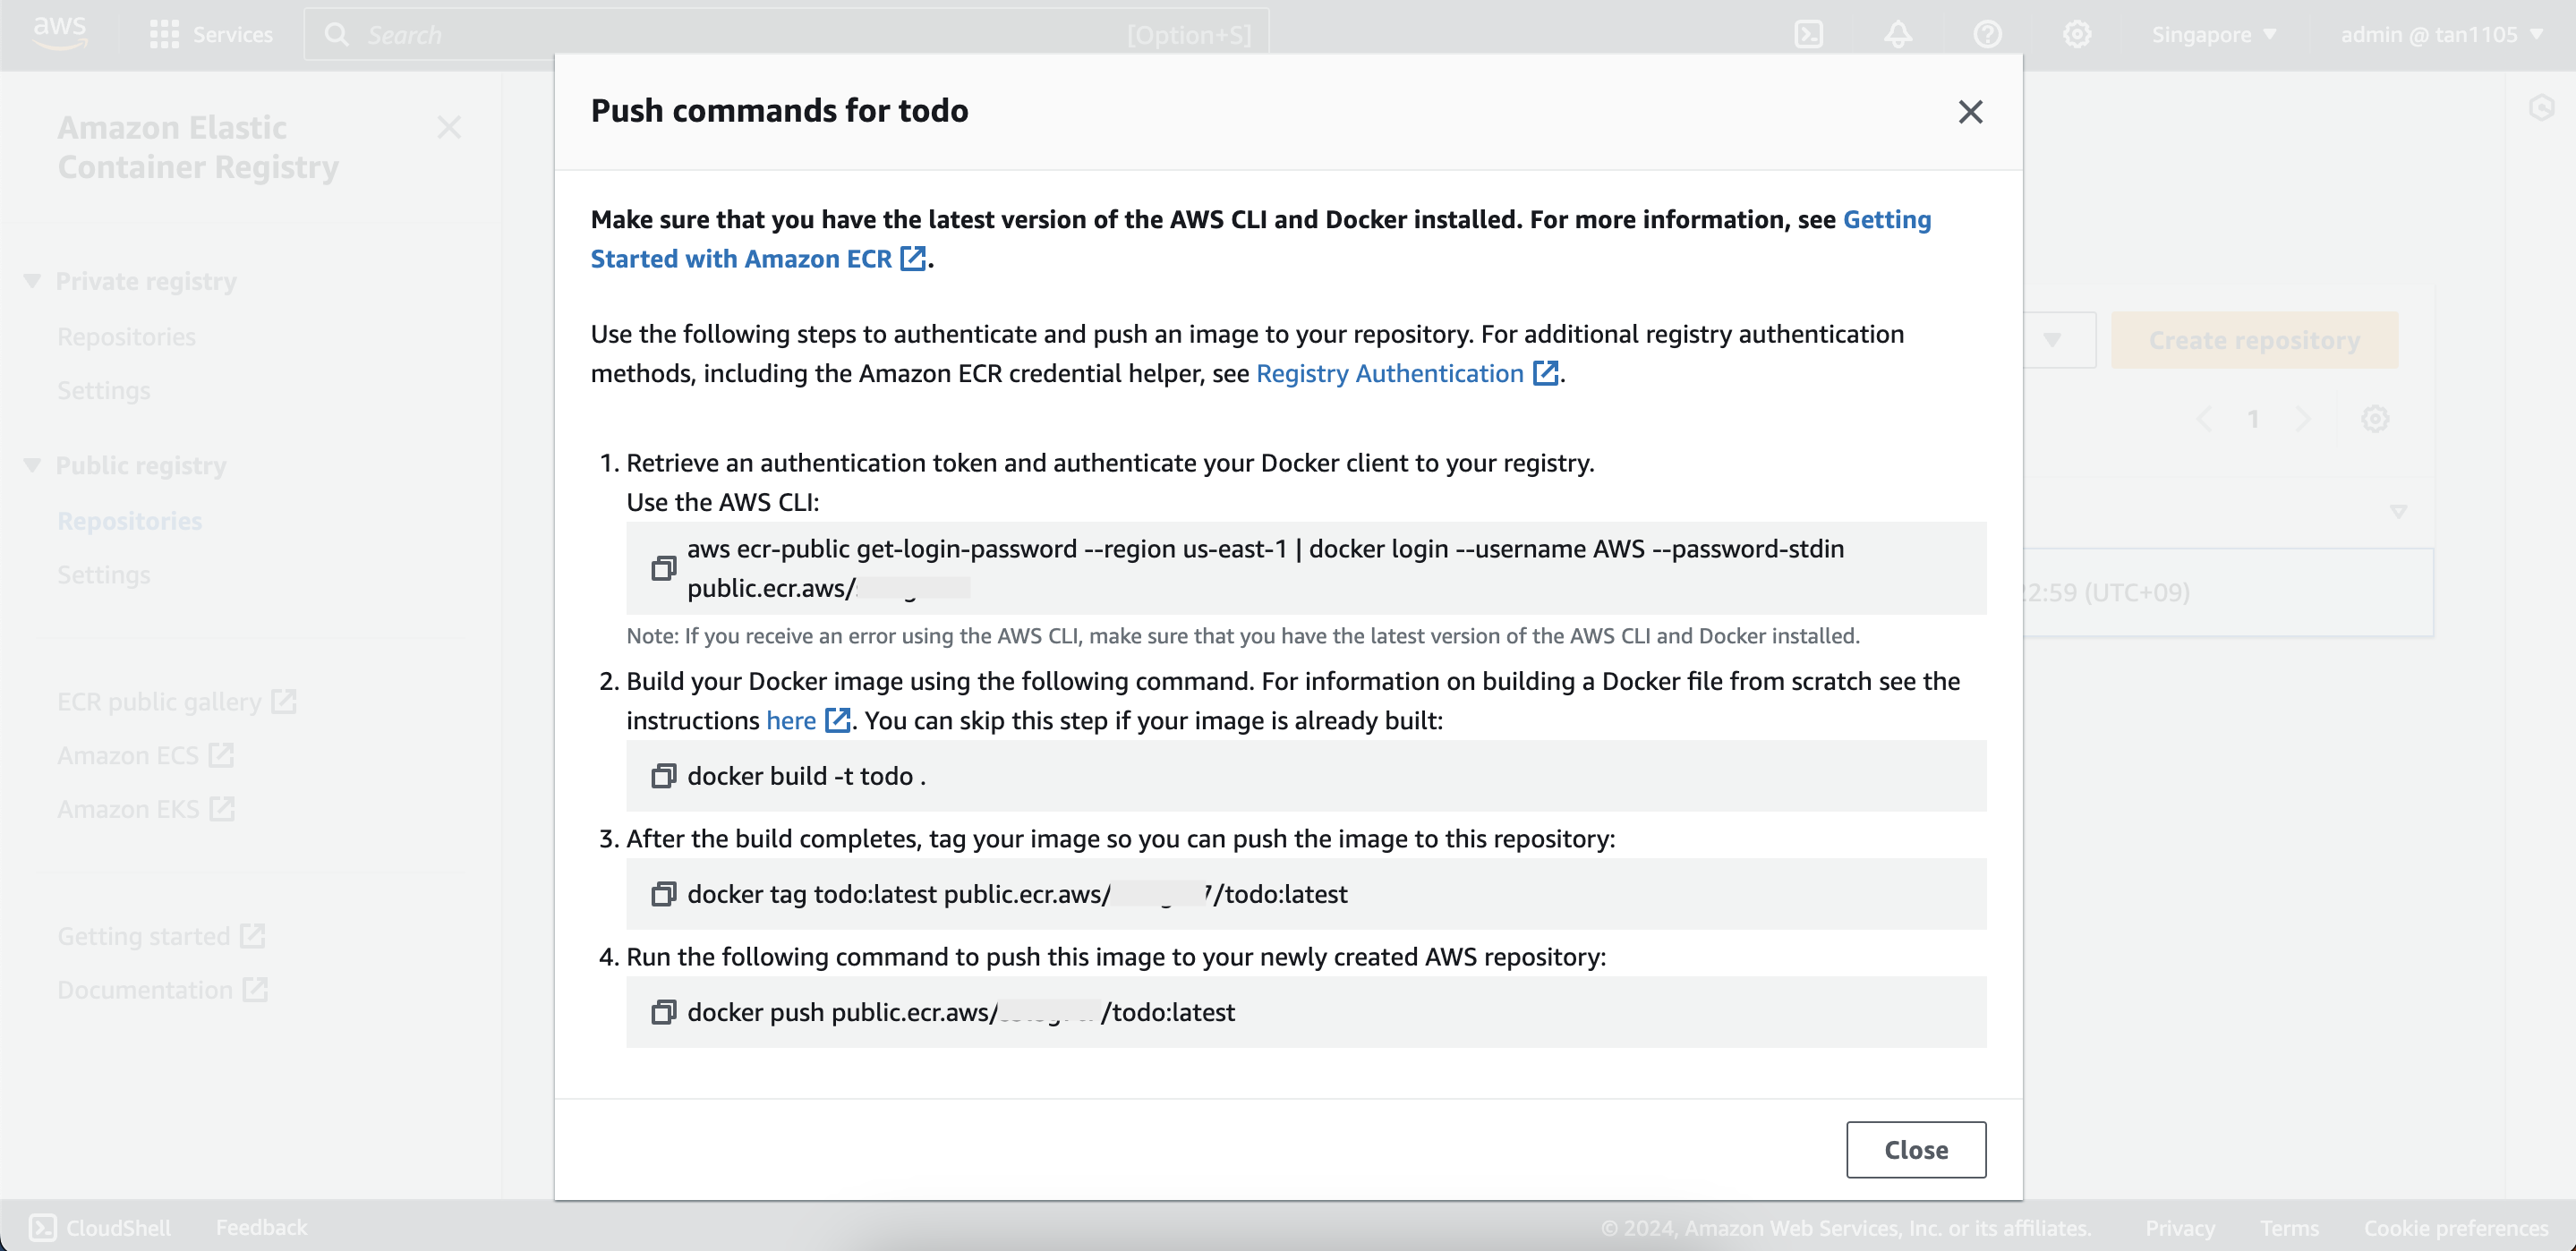 aws
Services
Search
[Option+S]
Singapore
admin @ tan1105
Amazon Elastic
Container Registry
Private registry
Repositories
Settings
Public registry
Repositories
Settings
ECR public gallery
Amazon ECS
Amazon EKS
Getting started
Documentation
Create repository
1
22:59 (UTC+09)
Push commands for todo
Make sure that you have the latest version of the AWS CLI and Docker installed. For more information, see Getting
Started with Amazon ECR.
Use the following steps to authenticate and push an image to your repository. For additional registry authentication
methods, including the Amazon ECR credential helper, see Registry Authentication.
1. Retrieve an authentication token and authenticate your Docker client to your registry.
Use the AWS CLI:
aws ecr-public get-login-password --region us-east-1 | docker login --username AWS --password-stdin
public.ecr.aws/
Note: If you receive an error using the AWS CLI, make sure that you have the latest version of the AWS CLI and Docker installed.
2. Build your Docker image using the following command. For information on building a Docker file from scratch see the
instructions here. You can skip this step if your image is already built:
docker build -t todo .
3. After the build completes, tag your image so you can push the image to this repository:
docker tag todo:latest public.ecr.aws/ /todo:latest
4. Run the following command to push this image to your newly created AWS repository:
docker push public.ecr.aws/ /todo:latest
Close
CloudShell
Feedback
© 2024, Amazon Web Services, Inc. or its affiliates.
Privacy
Terms
Cookie preferences